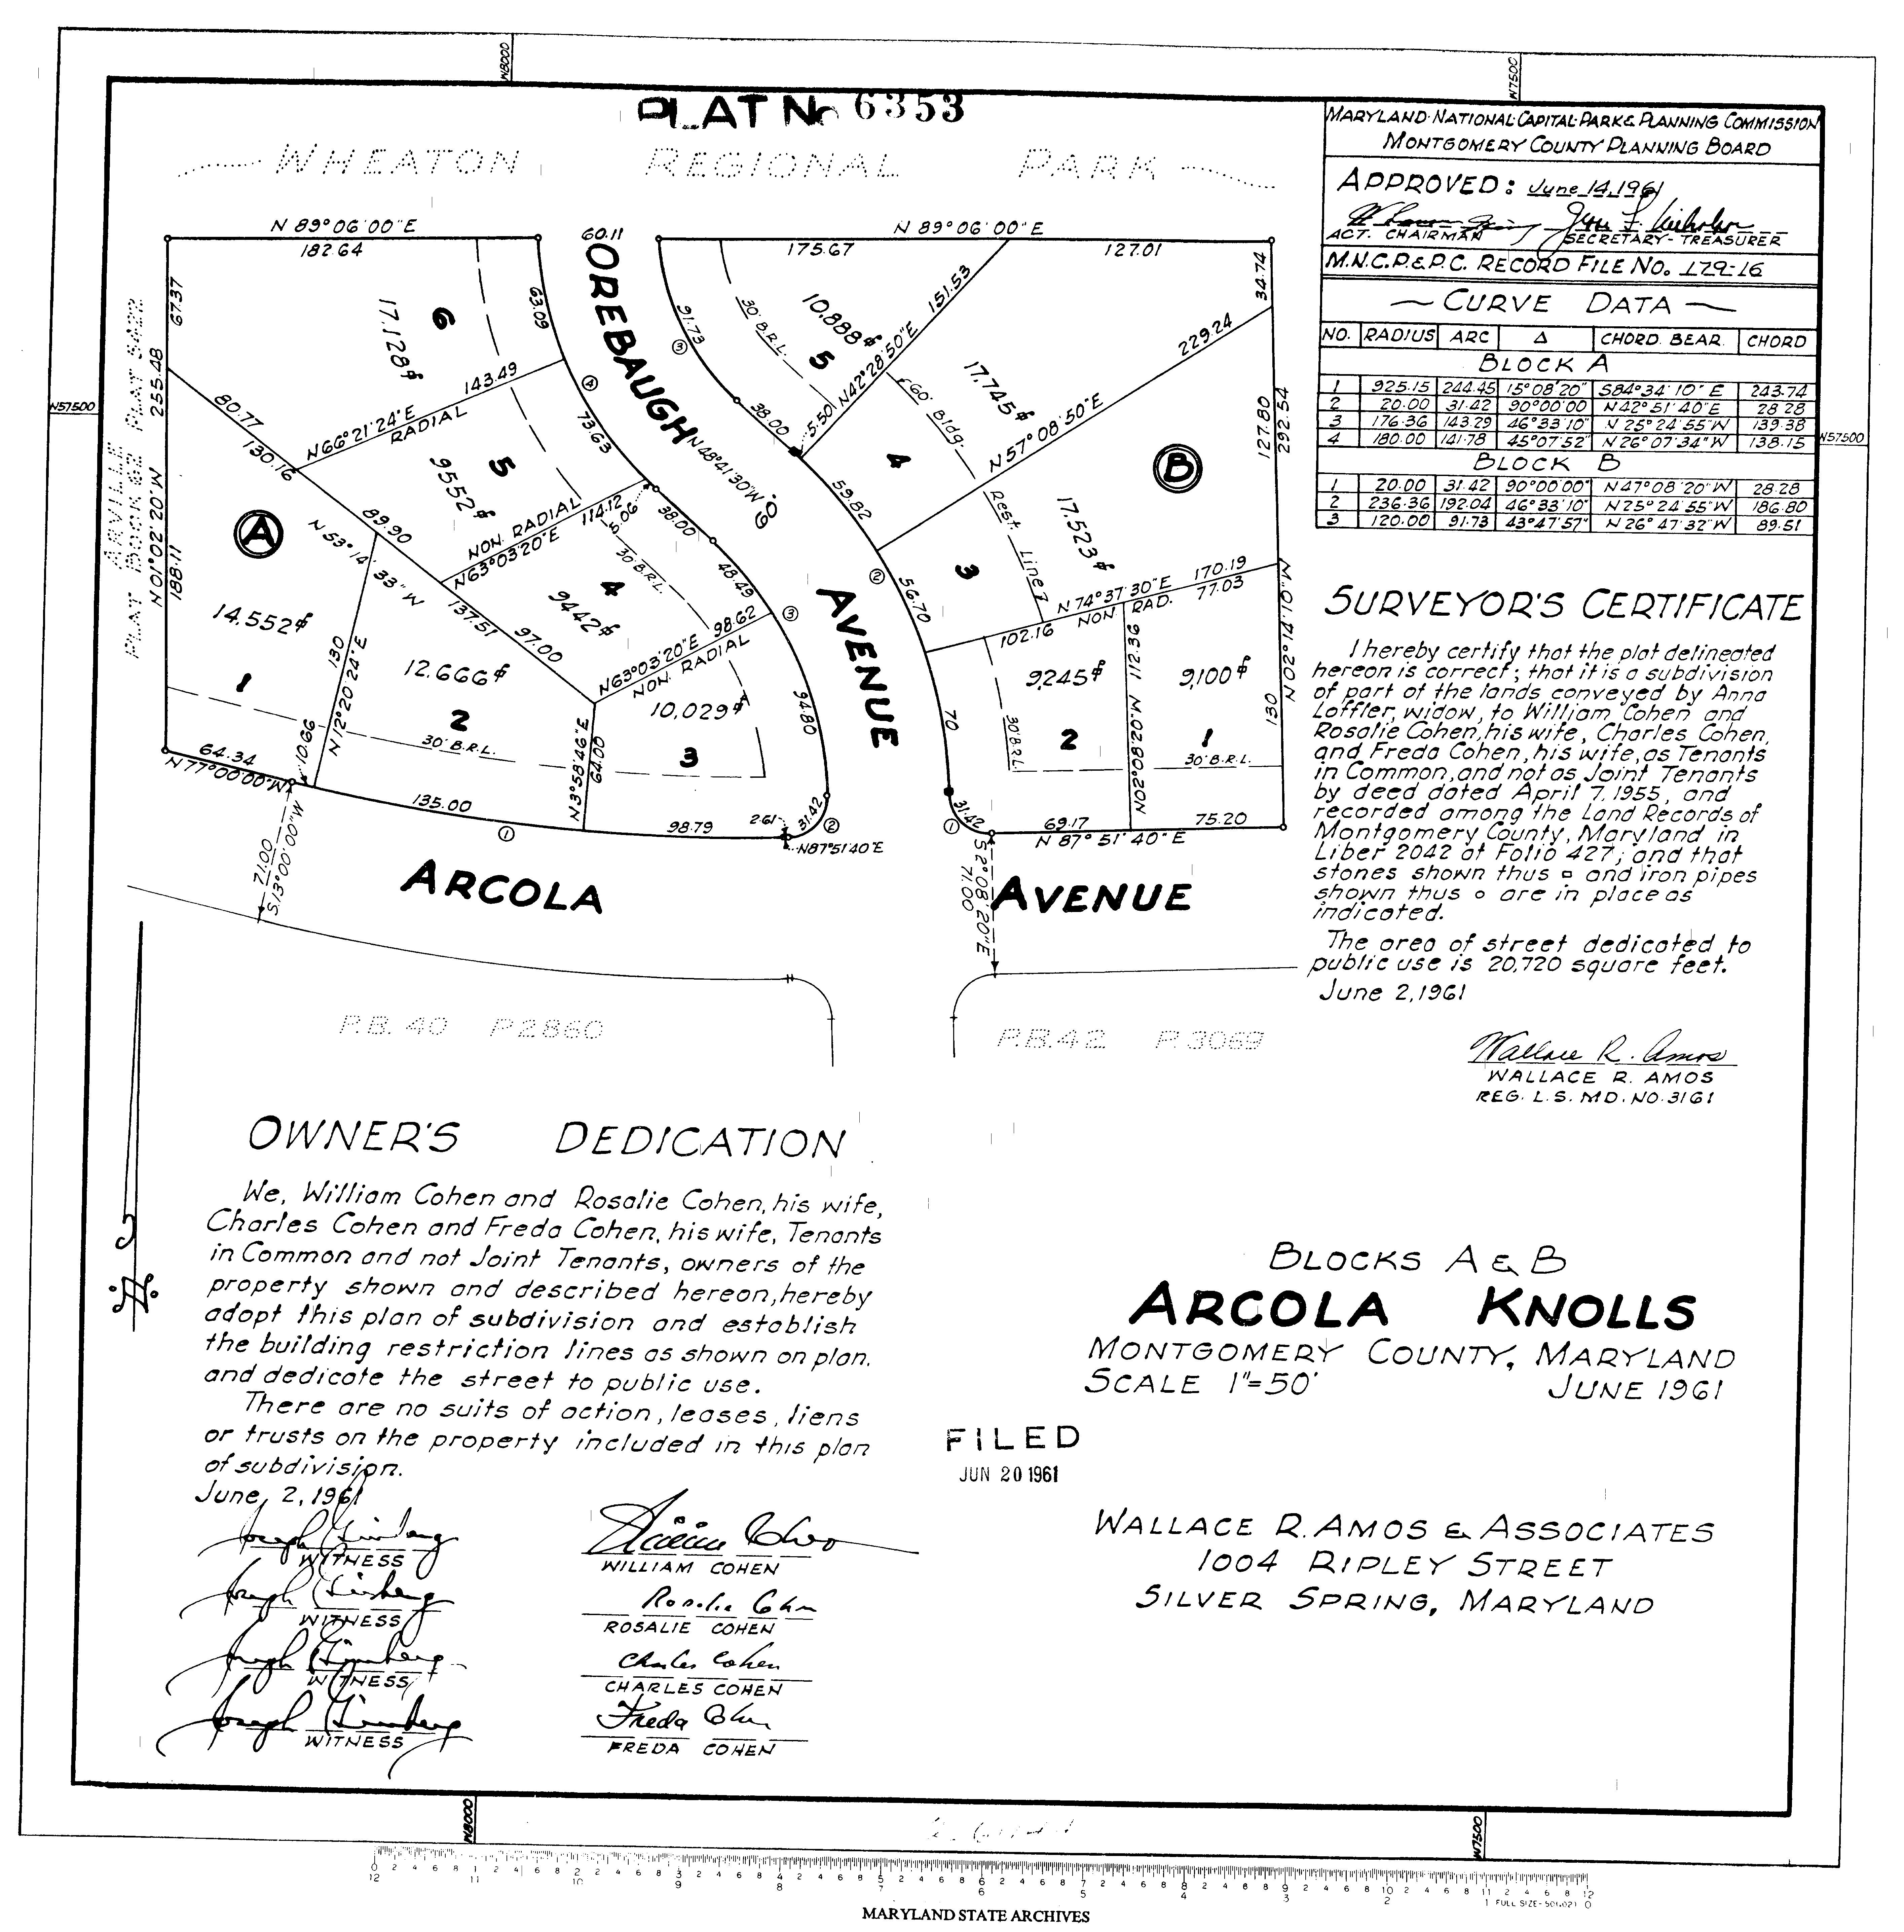 PLAT No 6353
W8000
W7500
WHEATON REGIONAL PARK
MARYLAND-NATIONAL-CAPITAL-PARK & PLANNING COMMISSION
MONTGOMERY COUNTY PLANNING BOARD
APPROVED: June 14, 1961
ACT. CHAIRMAN
SECRETARY-TREASURER
M.N.C.P.&P.C. RECORD FILE NO. 179-16
CURVE DATA
NO. RADIUS ARC Δ CHORD. BEAR. CHORD
BLOCK A
1 925.15 244.45 15°08'20" S84°34'10"E 243.74
2 20.00 31.42 90°00'00 N42°51'40"E 28.28
3 176.36 143.29 46°33'10" N25°24'55"W 139.38
4 180.00 141.78 45°07'52" N26°07'34"W 138.15
BLOCK B
1 20.00 31.42 90°00'00" N47°08'20"W 28.28
2 236.36 192.04 46°33'10" N25°24'55"W 186.80
3 120.00 91.73 43°47'57" N26°47'32"W 89.51
N57500
N57500
N 89°06'00"E
182.64
60.11
N 89°06'00"E
175.67
127.01
34.74
67.37
PLAT BOOK 62 PLAT 5422
N01°02'20"W 255.48
188.11
6
17,128⏍
63.09
143.49
N66°21'24"E
RADIAL
80.77
130.16
4
73.63
5
9552⏍
OREBAUGH
AVENUE
N48°41'30"W
60'
91.73
3
30' B.R.L.
10,888⏍
5
151.53
N42°28'50"E
5.50
38.00
60' Bldg. Rest. Line
17,745⏍
4
229.24
N57°08'50"E
127.80
292.54
B
A
N53°14'33"W
89.90
NON. RADIAL
114.12
N63°03'20"E
5.06
38.00
30' B.R.L.
4
9442⏍
48.49
59.82
2
56.70
3
17,523⏍
N74°37'30"E 170.19
NON RAD. 77.03
102.16
N02°14'10"W
14,552⏍
1
130
N12°20'24"E
137.51
97.00
N63°03'20"E 98.62
NON. RADIAL
3
12,666⏍
2
30' B.R.L.
10,029⏍
3
94.80
N3°58'46"E
64.00
70
9,245⏍
2
30' B.R.L.
112.36
N02°08'20"W
9,100⏍
1
30' B.R.L.
130
64.34
10.66
N77°00'00"W
135.00
1
98.79
2.61
31.42
2
N87°51'40"E
31.42
1
69.17
75.20
N 87°51'40"E
71.00
S.13°00'00"W
S2°08'20"E
71.00
ARCOLA AVENUE
P.B. 40 P.2860
P.B. 42 P. 3069
SURVEYOR'S CERTIFICATE
I hereby certify that the plat delineated
hereon is correct; that it is a subdivision
of part of the lands conveyed by Anna
Loffler, widow, to William Cohen and
Rosalie Cohen, his wife, Charles Cohen,
and Freda Cohen, his wife, as Tenants
in Common, and not as Joint Tenants
by deed dated April 7, 1955, and
recorded among the Land Records of
Montgomery County, Maryland in
Liber 2042 at Folio 427; and that
stones shown thus □ and iron pipes
shown thus ○ are in place as
indicated.
The area of street dedicated to
public use is 20,720 square feet.
June 2, 1961
Wallace R. Amos
WALLACE R. AMOS
REG. L.S. MD. NO. 3161
OWNER'S DEDICATION
We, William Cohen and Rosalie Cohen, his wife,
Charles Cohen and Freda Cohen, his wife, Tenants
in Common and not Joint Tenants, owners of the
property shown and described hereon, hereby
adopt this plan of subdivision and establish
the building restriction lines as shown on plan.
and dedicate the street to public use.
There are no suits of action, leases, liens
or trusts on the property included in this plan
of subdivision.
June, 2, 1961
WITNESS
WILLIAM COHEN
WITNESS
Rosalie Cohen
ROSALIE COHEN
WITNESS
Charles Cohen
CHARLES COHEN
WITNESS
Freda Cohen
FREDA COHEN
BLOCKS A & B
ARCOLA KNOLLS
MONTGOMERY COUNTY, MARYLAND
SCALE 1"=50' JUNE 1961
FILED
JUN 20 1961
WALLACE R. AMOS & ASSOCIATES
1004 RIPLEY STREET
SILVER SPRING, MARYLAND
W8000
W7500
MARYLAND STATE ARCHIVES